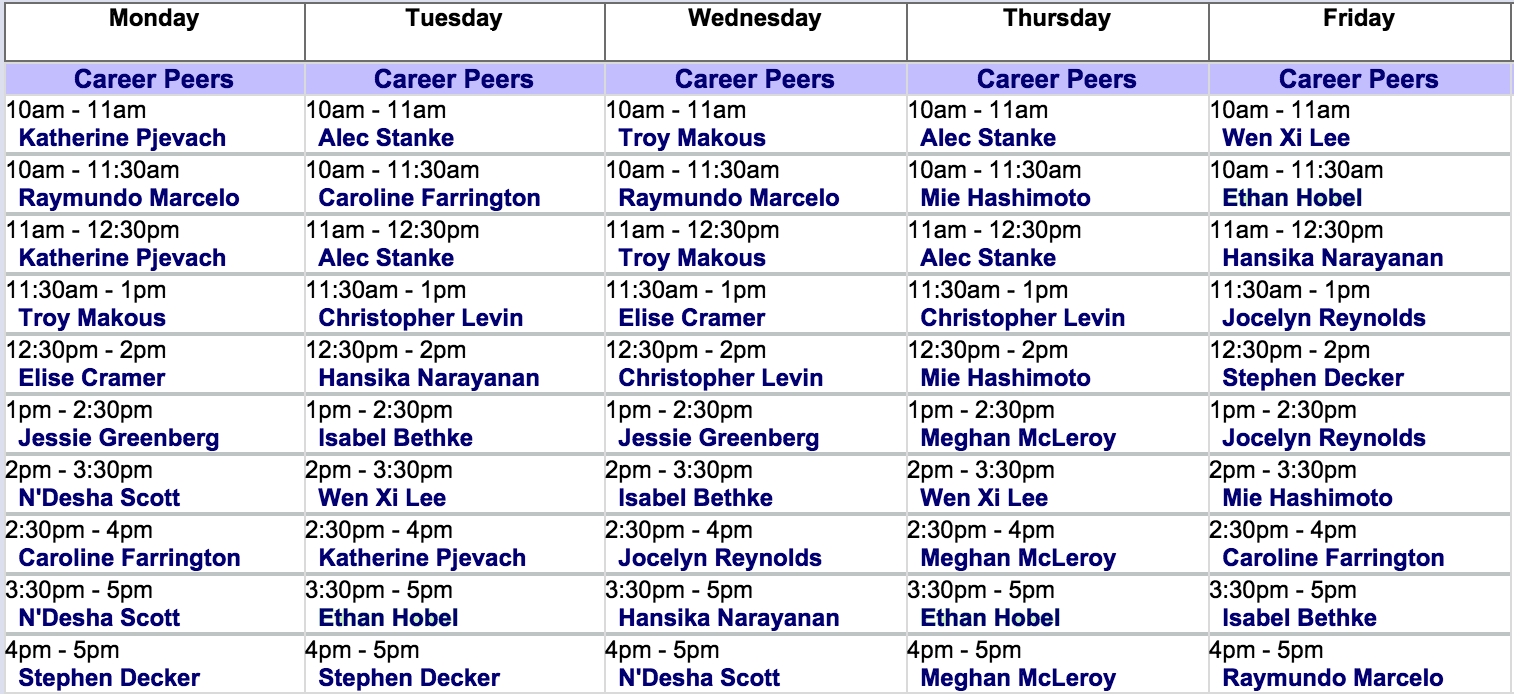 Monday Tuesday Wednesday Thursday Friday
Career Peers Career Peers Career Peers Career Peers Career Peers
10am - 11am 10am - 11am 10am - 11am 10am - 11am 10am - 11am
Katherine Pjevach Alec Stanke Troy Makous Alec Stanke Wen Xi Lee
10am - 11:30am 10am - 11:30am 10am - 11:30am 10am - 11:30am 10am - 11:30am
Raymundo Marcelo Caroline Farrington Raymundo Marcelo Mie Hashimoto Ethan Hobel
11am - 12:30pm 11am - 12:30pm 11am - 12:30pm 11am - 12:30pm 11am - 12:30pm
Katherine Pjevach Alec Stanke Troy Makous Alec Stanke Hansika Narayanan
11:30am - 1pm 11:30am - 1pm 11:30am - 1pm 11:30am - 1pm 11:30am - 1pm
Troy Makous Christopher Levin Elise Cramer Christopher Levin Jocelyn Reynolds
12:30pm - 2pm 12:30pm - 2pm 12:30pm - 2pm 12:30pm - 2pm 12:30pm - 2pm
Elise Cramer Hansika Narayanan Christopher Levin Mie Hashimoto Stephen Decker
1pm - 2:30pm 1pm - 2:30pm 1pm - 2:30pm 1pm - 2:30pm 1pm - 2:30pm
Jessie Greenberg Isabel Bethke Jessie Greenberg Meghan McLeroy Jocelyn Reynolds
2pm - 3:30pm 2pm - 3:30pm 2pm - 3:30pm 2pm - 3:30pm 2pm - 3:30pm
N'Desha Scott Wen Xi Lee Isabel Bethke Wen Xi Lee Mie Hashimoto
2:30pm - 4pm 2:30pm - 4pm 2:30pm - 4pm 2:30pm - 4pm 2:30pm - 4pm
Caroline Farrington Katherine Pjevach Jocelyn Reynolds Meghan McLeroy Caroline Farrington
3:30pm - 5pm 3:30pm - 5pm 3:30pm - 5pm 3:30pm - 5pm 3:30pm - 5pm
N'Desha Scott Ethan Hobel Hansika Narayanan Ethan Hobel Isabel Bethke
4pm - 5pm 4pm - 5pm 4pm - 5pm 4pm - 5pm 4pm - 5pm
Stephen Decker Stephen Decker N'Desha Scott Meghan McLeroy Raymundo Marcelo